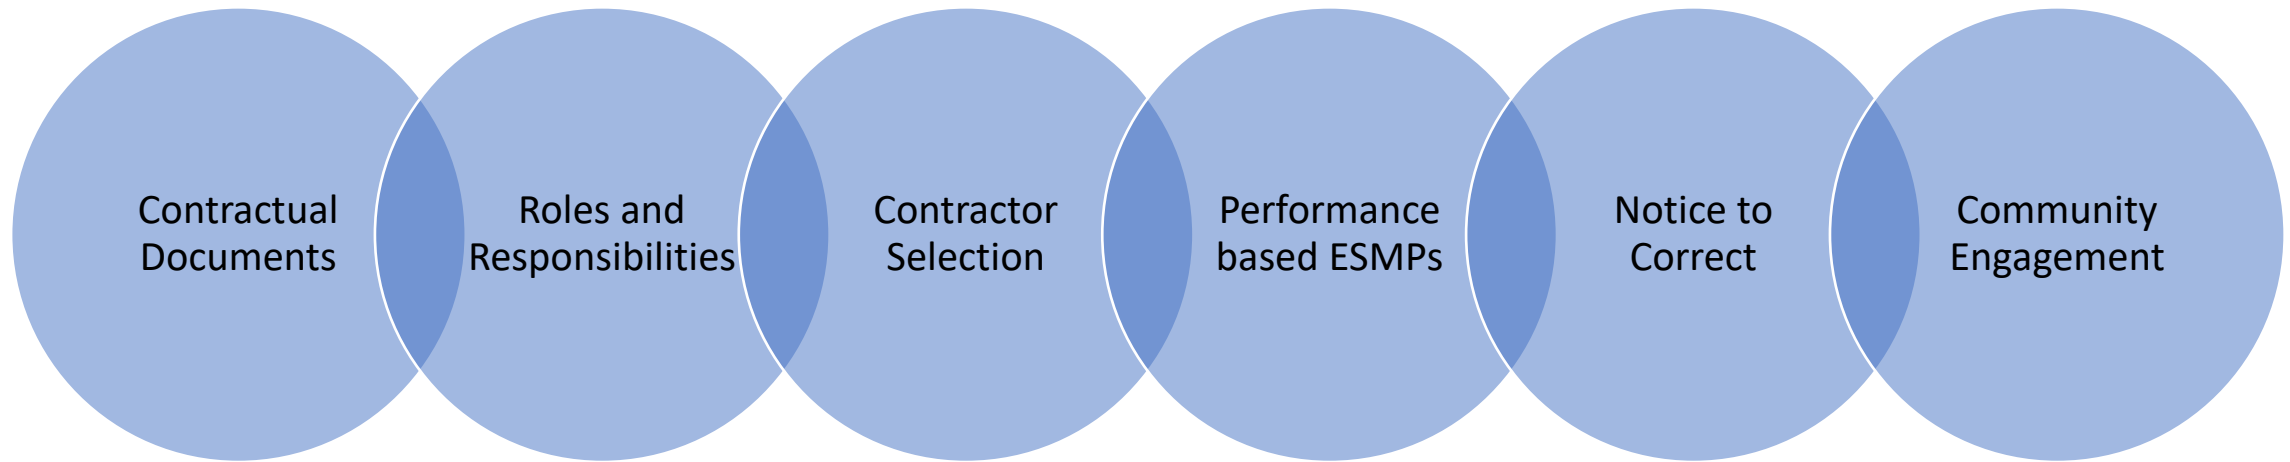 Contractual
Documents
Roles and
Responsibilities
Contractor
Selection
Performance
based ESMPs
Notice to
Correct
Community
Engagement